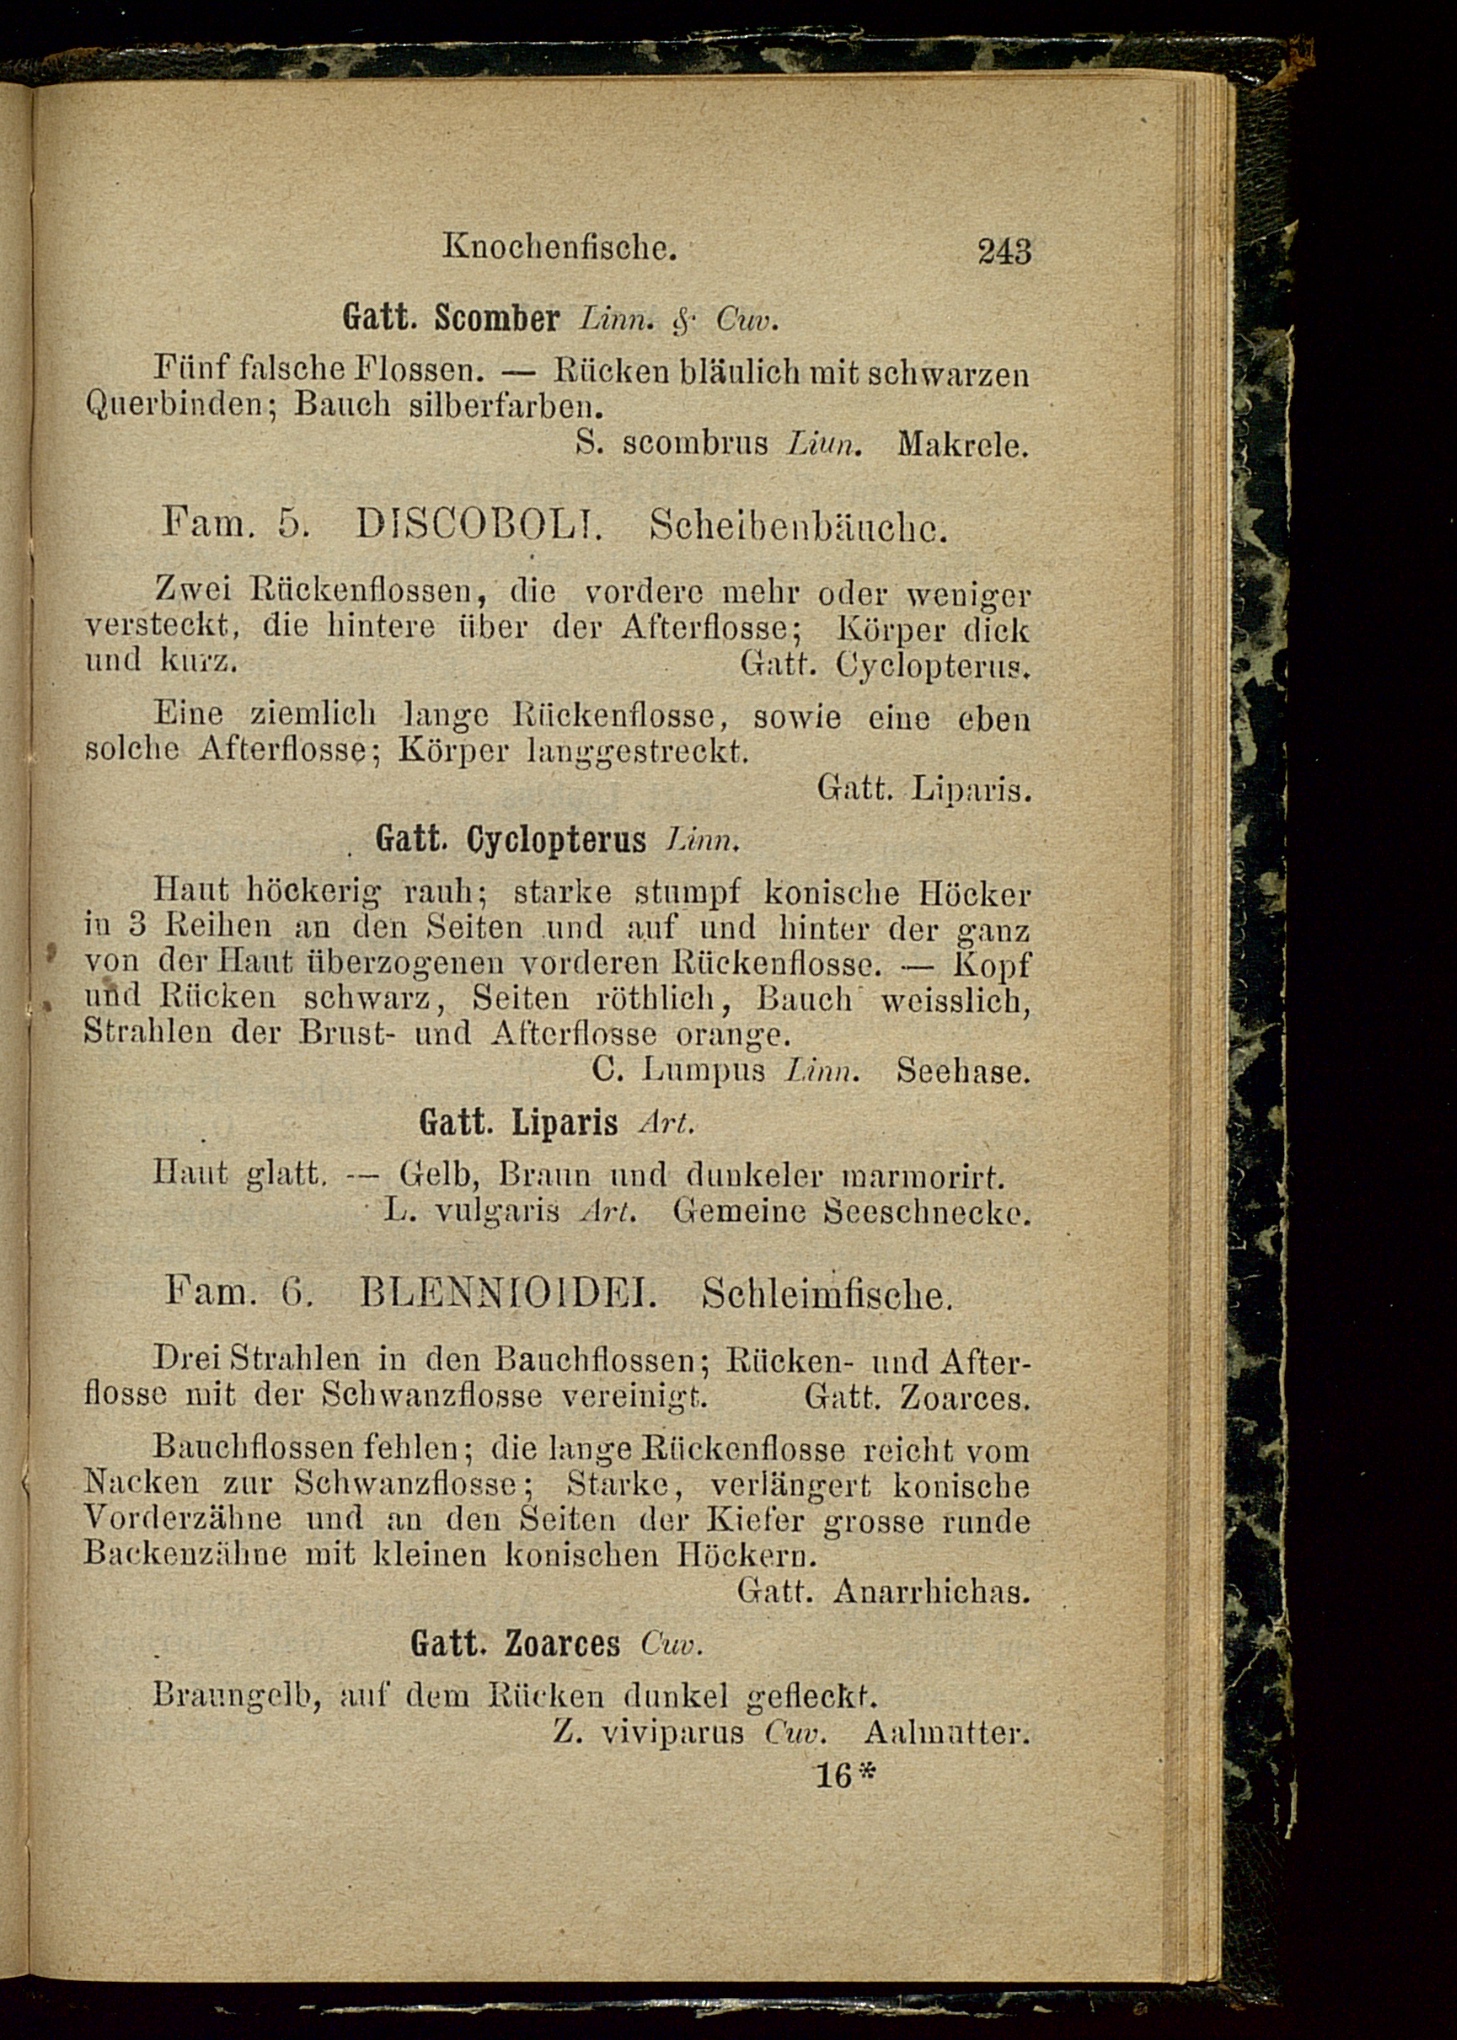 Knochenfische. 243
Gatt. Scomber Linn. & Cuv.
Fünf falsche Flossen. — Rücken bläulich mit schwarzen
Querbinden; Bauch silberfarben.
S. scombrus Linn. Makrele.
Fam. 5. DISCOBOLI. Scheibenbäuche.
Zwei Rückenflossen, die vordere mehr oder weniger
versteckt, die hintere über der Afterflosse; Körper dick
und kurz. Gatt. Cyclopterus.
Eine ziemlich lange Rückenflosse, sowie eine eben
solche Afterflosse; Körper langgestreckt.
Gatt. Liparis.
Gatt. Cyclopterus Linn.
Haut höckerig rauh; starke stumpf konische Höcker
in 3 Reihen an den Seiten und auf und hinter der ganz
von der Haut überzogenen vorderen Rückenflosse. — Kopf
und Rücken schwarz, Seiten röthlich, Bauch weisslich,
Strahlen der Brust- und Afterflosse orange.
C. Lumpus Linn. Seehase.
Gatt. Liparis Art.
Haut glatt. — Gelb, Braun und dunkeler marmorirt.
L. vulgaris Art. Gemeine Seeschnecke.
Fam. 6. BLENNIOIDEI. Schleimfische.
Drei Strahlen in den Bauchflossen; Rücken- und After-
flosse mit der Schwanzflosse vereinigt. Gatt. Zoarces.
Bauchflossen fehlen; die lange Rückenflosse reicht vom
Nacken zur Schwanzflosse; Starke, verlängert konische
Vorderzähne und an den Seiten der Kiefer grosse runde
Backenzähne mit kleinen konischen Höckern.
Gatt. Anarrhichas.
Gatt. Zoarces Cuv.
Braungelb, auf dem Rücken dunkel gefleckt.
Z. viviparus Cuv. Aalmutter.
16*